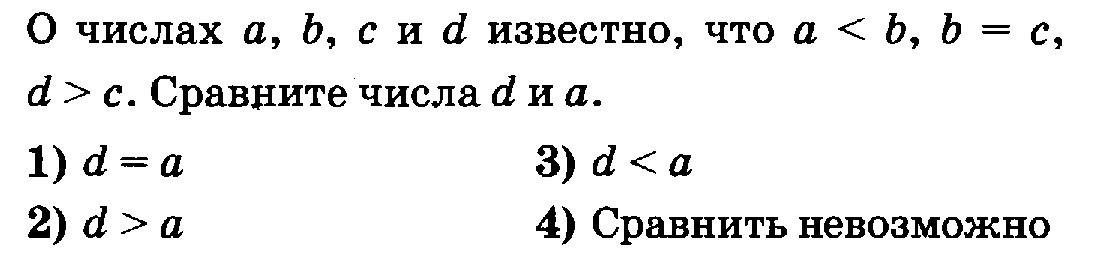 О числах a, b, c и d известно, что a < b, b = c,
d > c. Сравните числа d и a.
1) d = a
3) d < a
2) d > a
4) Сравнить невозможно